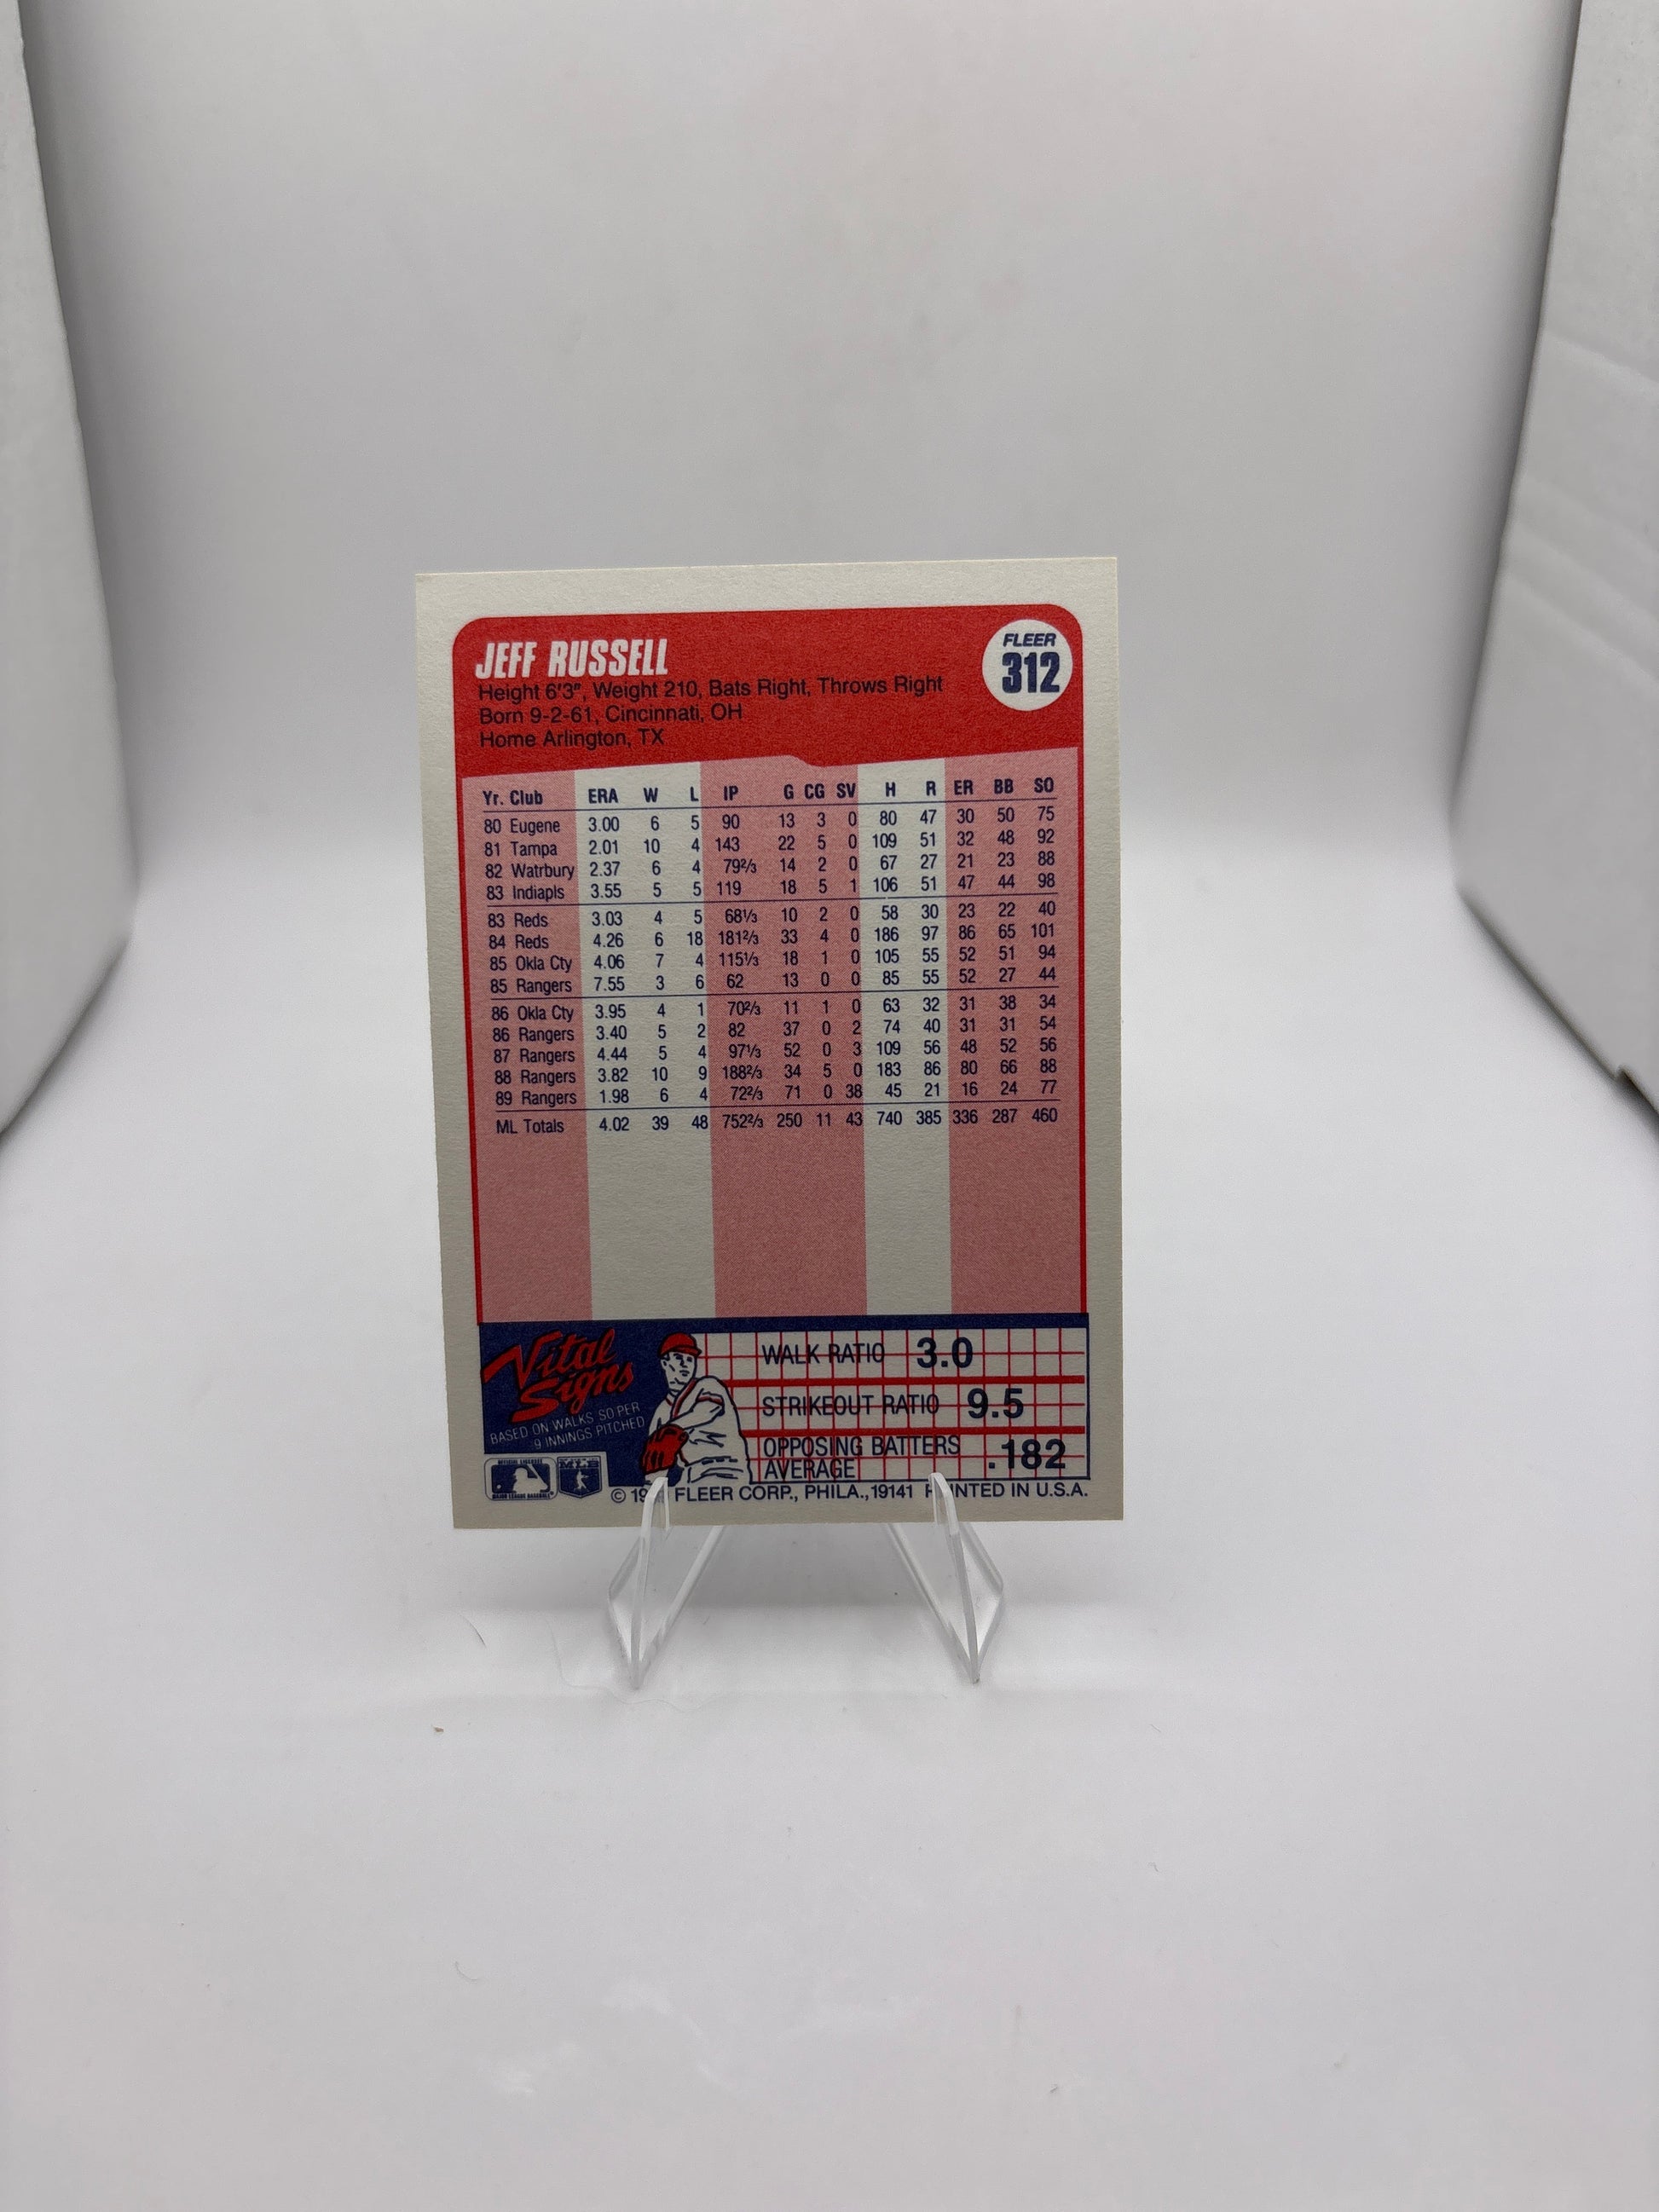 JEFF RUSSELL
FLEER
312
Height 6'3", Weight 210, Bats Right, Throws Right
Born 9-2-61, Cincinnati, OH
Home Arlington, TX
Yr. Club ERA W L IP G CG SV H R ER BB SO
80 Eugene 3.00 6 5 90 13 3 0 80 47 30 50 75
81 Tampa 2.01 10 4 143 22 5 0 109 51 32 48 92
82 Watrbury 2.37 6 4 79⅔ 14 2 0 67 27 21 23 88
83 Indiapls 3.55 5 5 119 18 5 1 106 51 47 44 98
83 Reds 3.03 4 5 68⅓ 10 2 0 58 30 23 22 40
84 Reds 4.26 6 18 181⅔ 33 4 0 186 97 86 65 101
85 Okla Cty 4.06 7 4 115⅓ 18 1 0 105 55 52 51 94
85 Rangers 7.55 3 6 62 13 0 0 85 55 52 27 44
86 Okla Cty 3.95 4 1 70⅔ 11 1 0 63 32 31 38 34
86 Rangers 3.40 5 2 82 37 0 2 74 40 31 31 54
87 Rangers 4.44 5 4 97⅓ 52 0 3 109 56 48 52 56
88 Rangers 3.82 10 9 188⅔ 34 5 0 183 86 80 66 88
89 Rangers 1.98 6 4 72⅔ 71 0 38 45 21 16 24 77
ML Totals 4.02 39 48 752⅔ 250 11 43 740 385 336 287 460
Vital
Signs
BASED ON WALKS SO PER
9 INNINGS PITCHED
WALK RATIO 3.0
STRIKEOUT RATIO 9.5
OPPOSING BATTERS
AVERAGE .182
MLB
© FLEER CORP., PHILA., 19141 IN U.S.A.